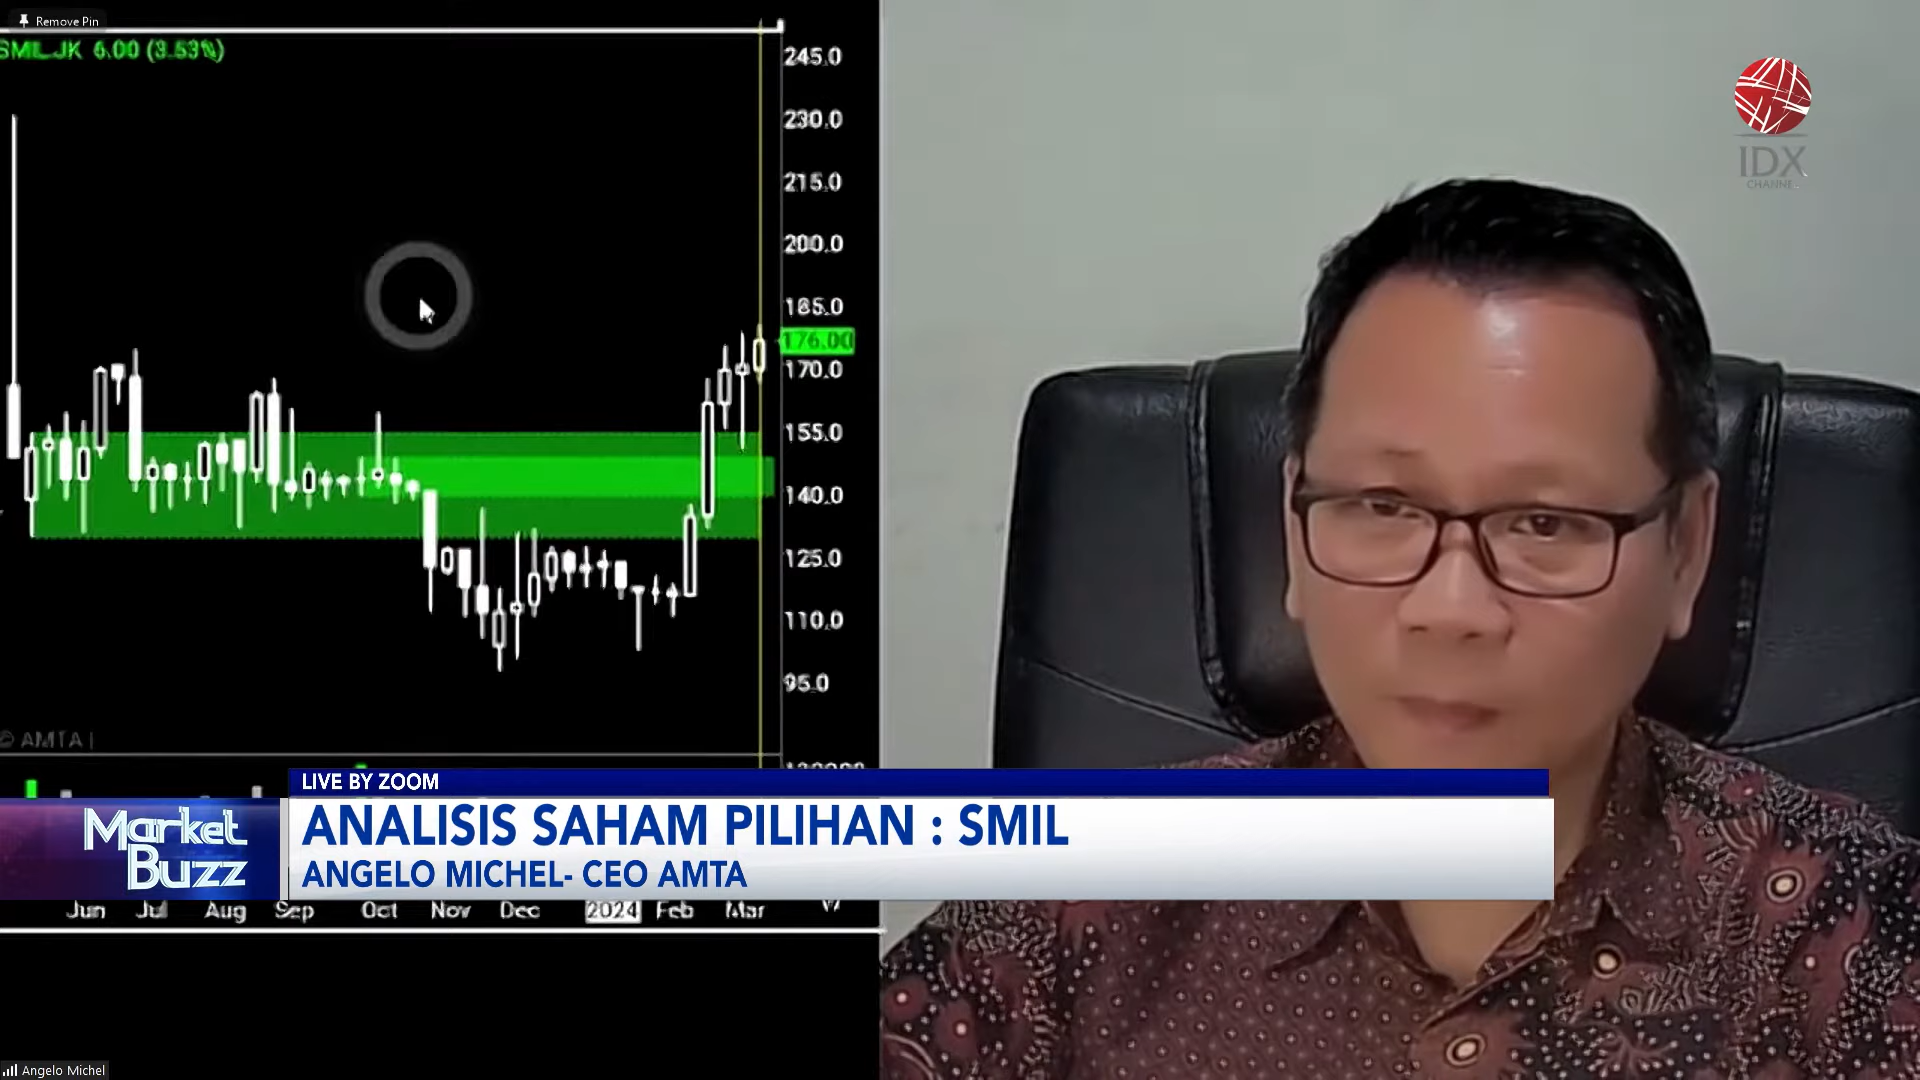 Remove Pin
SMIL.JK 6.00 (3.53%)
245.0
230.0
215.0
200.0
185.0
176.00
170.0
155.0
140.0
125.0
110.0
95.0
© AMTA |
IDX
CHANNEL
LIVE BY ZOOM
Market
Buzz
ANALISIS SAHAM PILIHAN : SMIL
ANGELO MICHEL- CEO AMTA
Jun Jul Aug Sep Oct Nov Dec 2024 Feb Mar
Angelo Michel